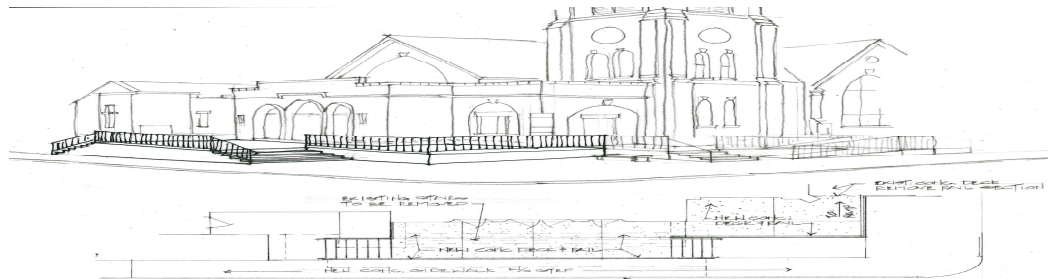 EXIST. CONC. DECK
REMOVE RAIL SECTION
EXISTING STAIRS
TO BE REMOVED
NEW CONC.
DECK & RAIL
NEW CONC DECK & RAIL
NEW CONC. SIDEWALK